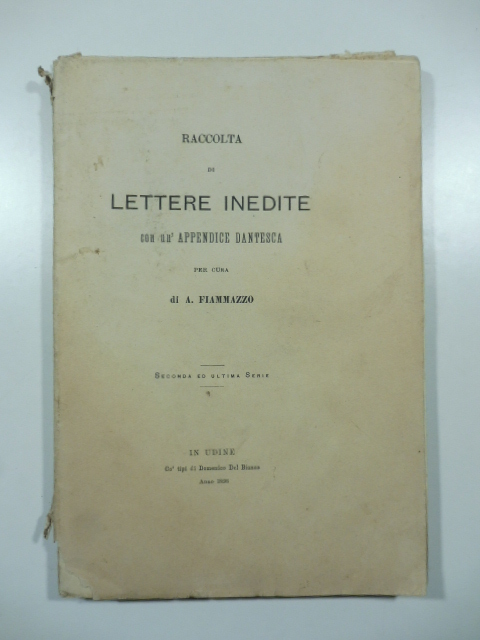 RACCOLTA
DI
LETTERE INEDITE
con un' APPENDICE DANTESCA
PER CURA
di A. FIAMMAZZO
SECONDA ED ULTIMA SERIE
IN UDINE
Co' tipi di Domenico Del Bianco
Anno